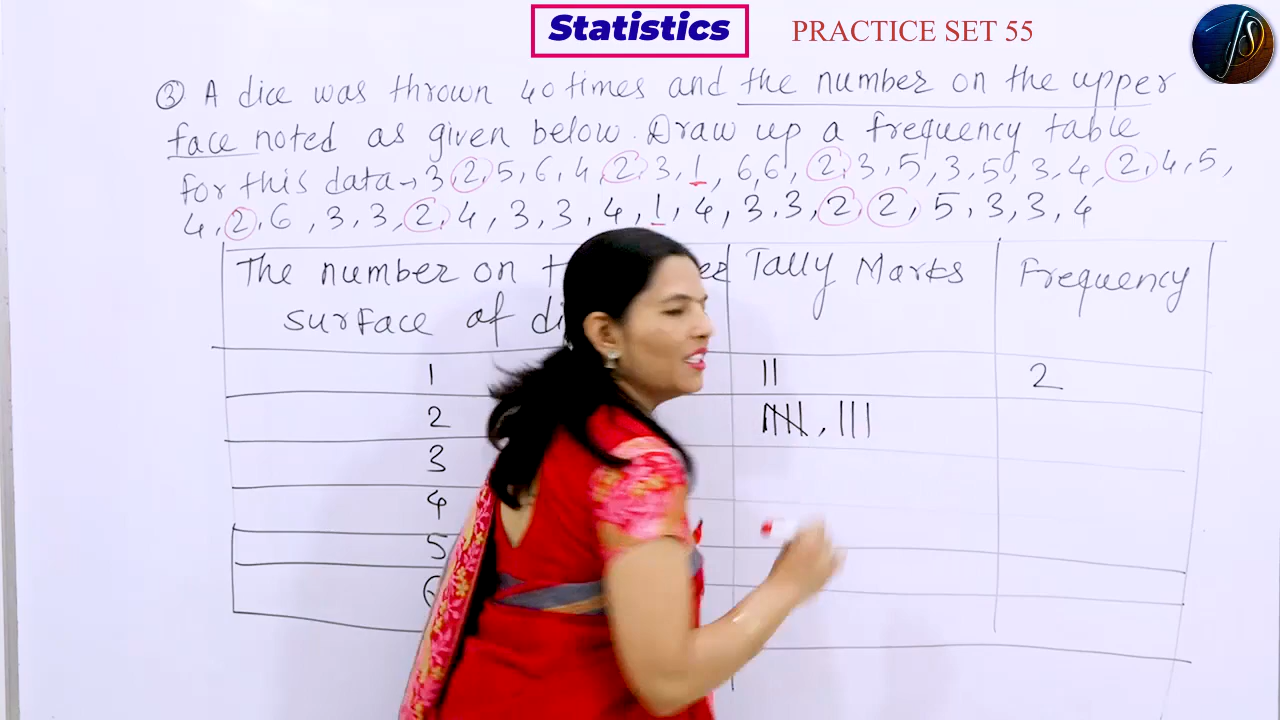 Statistics PRACTICE SET 55
③ A dice was thrown 40 times and the number on the upper
face noted as given below. Draw up a frequency table
for this data→ 3, 2, 5, 6, 4, 2, 3, 1, 6, 6, 2, 3, 5, 3, 5, 3, 4, 2, 4, 5,
4, 2, 6, 3, 3, 2, 4, 3, 3, 4, 1, 4, 3, 3, 2, 2, 5, 3, 3, 4
The number on Tally Marks Frequency
surface of
1 || 2
2 𝍸, |||
3
4
5